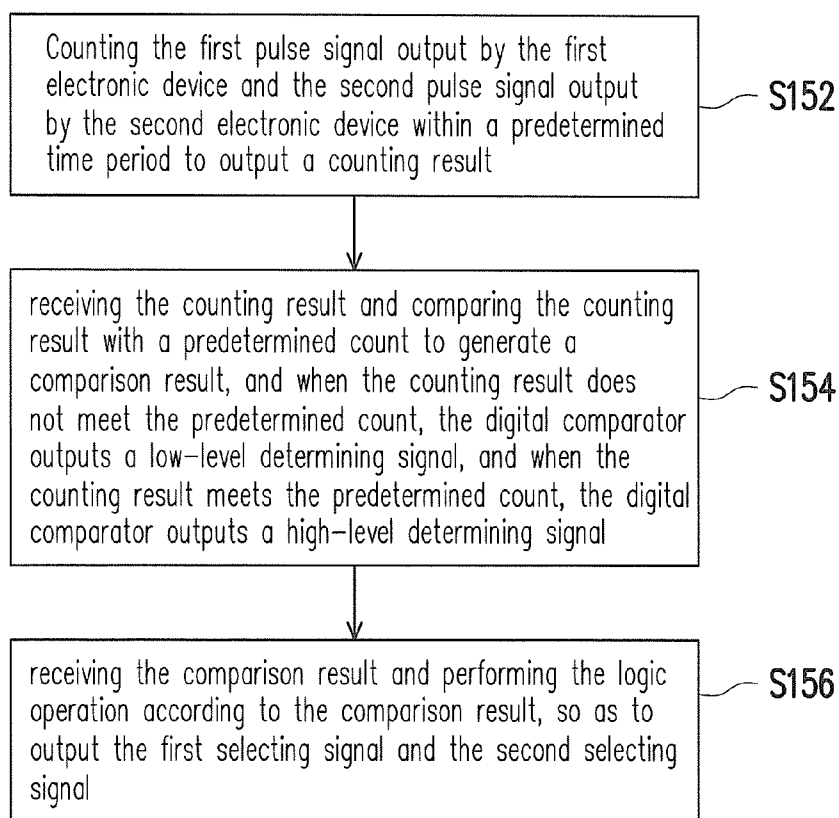 Counting the first pulse signal output by the first
electronic device and the second pulse signal output
by the second electronic device within a predetermined
time period to output a counting result
S152
receiving the counting result and comparing the counting
result with a predetermined count to generate a
comparison result, and when the counting result does
not meet the predetermined count, the digital comparator
outputs a low-level determining signal, and when the
counting result meets the predetermined count, the digital
comparator outputs a high-level determining signal
S154
receiving the comparison result and performing the logic
operation according to the comparison result, so as to
output the first selecting signal and the second selecting
signal
S156